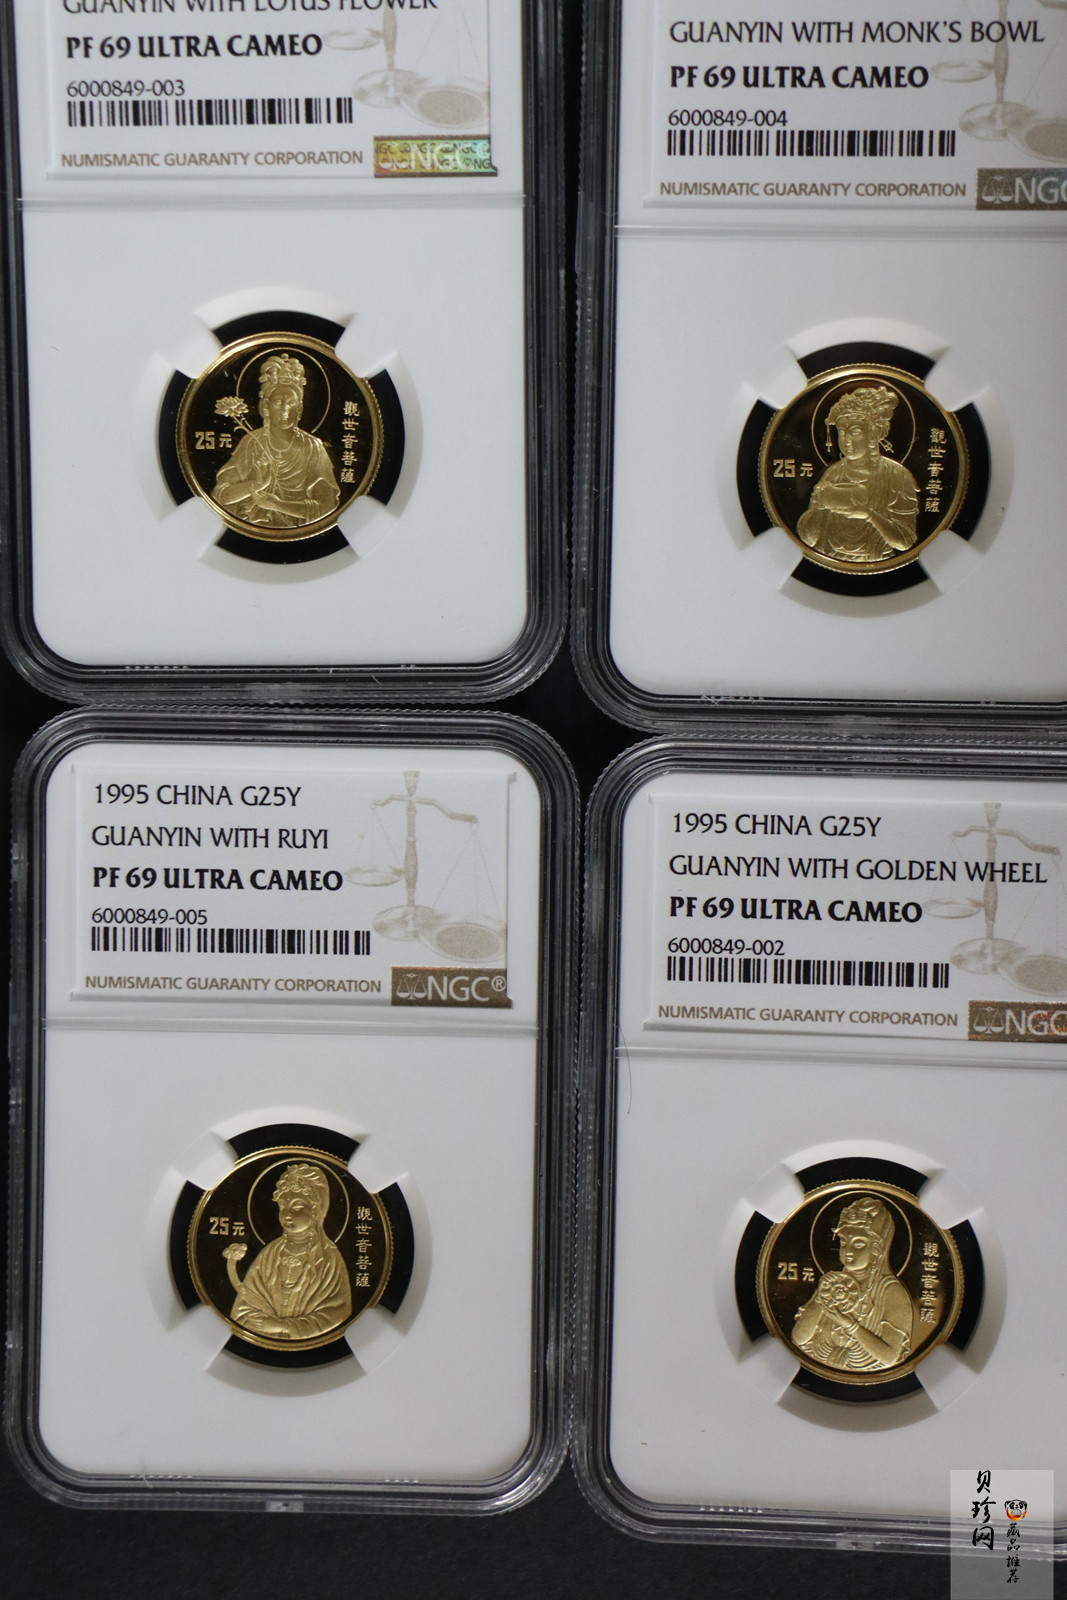 GUANYIN WITH LOTUS FLOWER
PF 69 ULTRA CAMEO
6000849-003
NUMISMATIC GUARANTY CORPORATION
NGC
25元
觀世音菩薩
GUANYIN WITH MONK'S BOWL
PF 69 ULTRA CAMEO
6000849-004
NUMISMATIC GUARANTY CORPORATION
NGC
25元
觀世音菩薩
1995 CHINA G25Y
GUANYIN WITH RUYI
PF 69 ULTRA CAMEO
6000849-005
NUMISMATIC GUARANTY CORPORATION
NGC®
25元
觀世音菩薩
1995 CHINA G25Y
GUANYIN WITH GOLDEN WHEEL
PF 69 ULTRA CAMEO
6000849-002
NUMISMATIC GUARANTY CORPORATION
NGC
25元
觀世音菩薩
贝珍网
藏品推荐